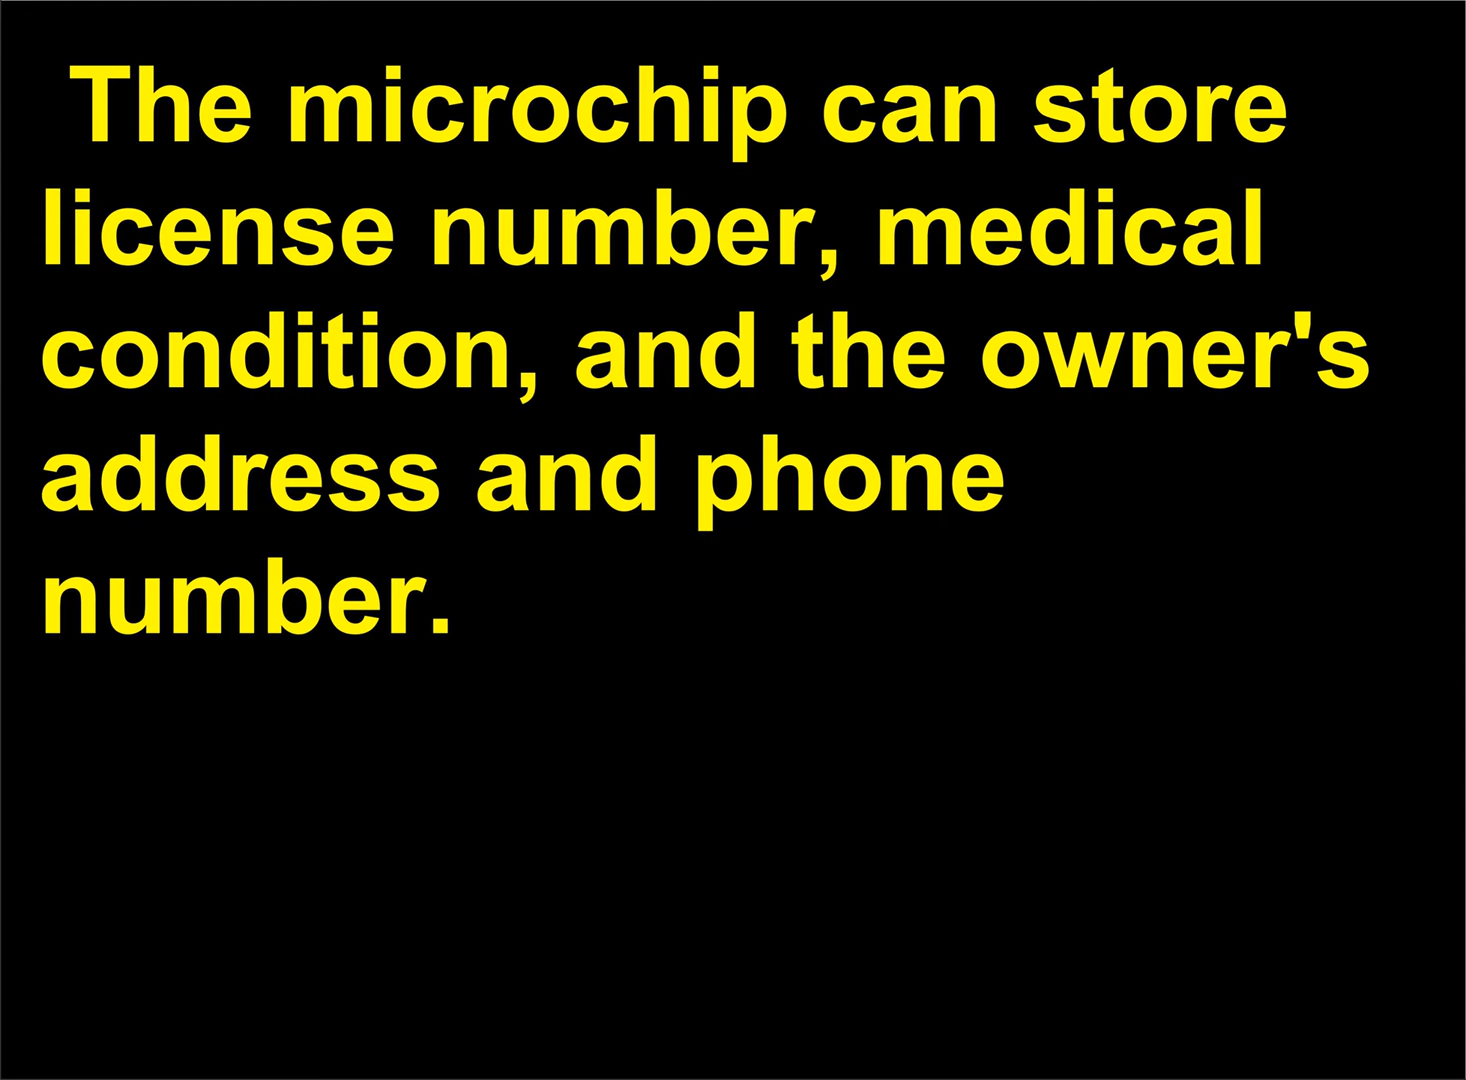 The microchip can store
license number, medical
condition, and the owner's
address and phone
number.